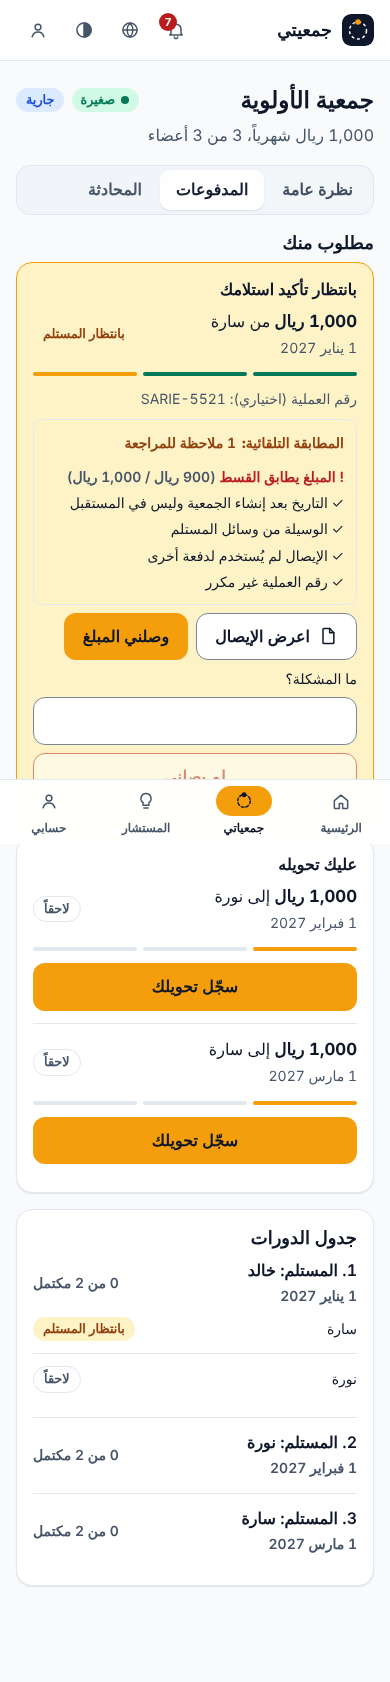 جمعيتي
7
جمعية الأولوية
صغيرة
جارية
1,000 ريال شهرياً، 3 من 3 أعضاء
نظرة عامة
المدفوعات
المحادثة
مطلوب منك
بانتظار تأكيد استلامك
1,000 ريال من سارة
بانتظار المستلم
1 يناير 2027
رقم العملية (اختياري): SARIE-5521
المطابقة التلقائية: 1 ملاحظة للمراجعة
! المبلغ يطابق القسط (900 ريال / 1,000 ريال)
✓ التاريخ بعد إنشاء الجمعية وليس في المستقبل
✓ الوسيلة من وسائل المستلم
✓ الإيصال لم يُستخدم لدفعة أخرى
✓ رقم العملية غير مكرر
اعرض الإيصال
وصلني المبلغ
ما المشكلة؟
لم يصلني
الرئيسية
جمعياتي
المستشار
حسابي
عليك تحويله
1,000 ريال إلى نورة
لاحقاً
1 فبراير 2027
سجّل تحويلك
1,000 ريال إلى سارة
لاحقاً
1 مارس 2027
سجّل تحويلك
جدول الدورات
1. المستلم: خالد
0 من 2 مكتمل
1 يناير 2027
سارة
بانتظار المستلم
نورة
لاحقاً
2. المستلم: نورة
0 من 2 مكتمل
1 فبراير 2027
3. المستلم: سارة
0 من 2 مكتمل
1 مارس 2027